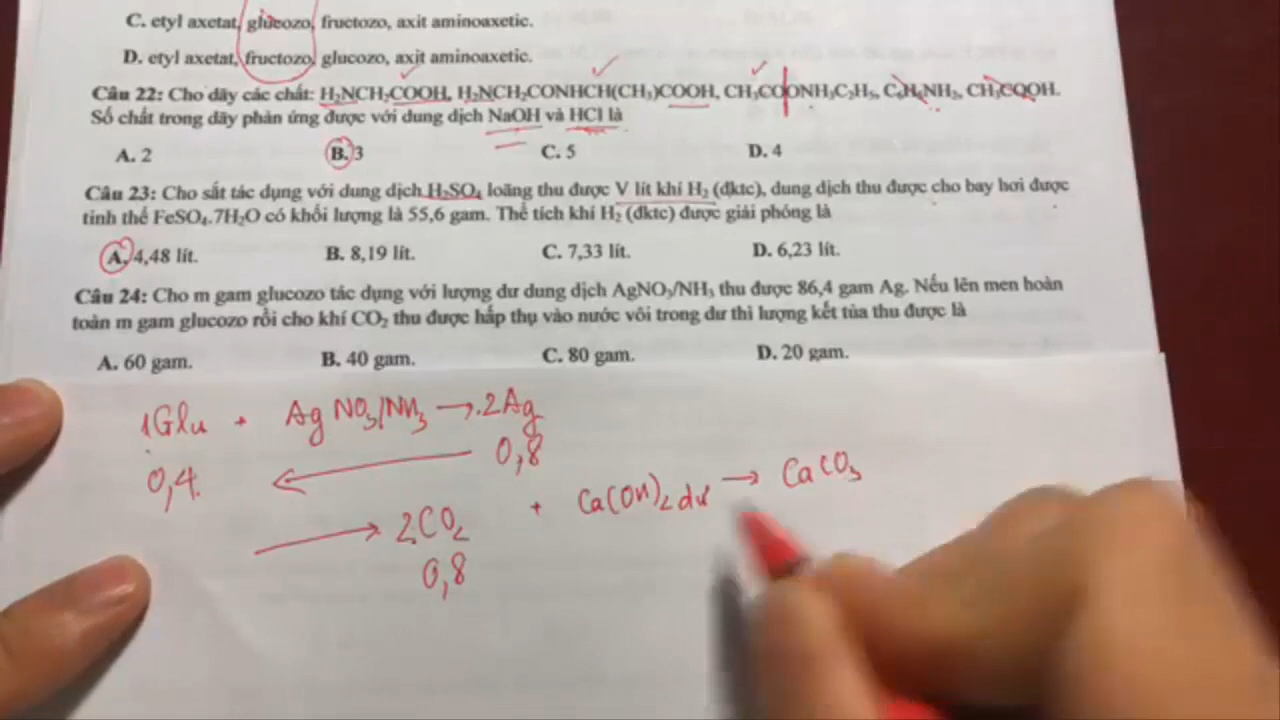 C. etyl axetat, glucozo, fructozo, axit aminoaxetic.
D. etyl axetat, fructozo, glucozo, axit aminoaxetic.
Câu 22: Cho dãy các chất: H₂NCH₂COOH, H₂NCH₂CONHCH(CH₃)COOH, CH₃COONH₃C₂H₅, C₆H₅NH₂, CH₃COOH.
Số chất trong dãy phản ứng được với dung dịch NaOH và HCl là
A. 2 B. 3 C. 5 D. 4
Câu 23: Cho sắt tác dụng với dung dịch H₂SO₄ loãng thu được V lít khí H₂ (đktc), dung dịch thu được cho bay hơi được
tinh thể FeSO₄.7H₂O có khối lượng là 55,6 gam. Thể tích khí H₂ (đktc) được giải phóng là
A. 4,48 lít. B. 8,19 lít. C. 7,33 lít. D. 6,23 lít.
Câu 24: Cho m gam glucozo tác dụng với lượng dư dung dịch AgNO₃/NH₃ thu được 86,4 gam Ag. Nếu lên men hoàn
toàn m gam glucozo rồi cho khí CO₂ thu được hấp thụ vào nước vôi trong dư thì lượng kết tủa thu được là
A. 60 gam. B. 40 gam. C. 80 gam. D. 20 gam.
1Glu + AgNO₃/NH₃ → 2Ag
0,4 ← 0,8
→ 2CO₂ + Ca(OH)₂ dư → CaCO₃
0,8